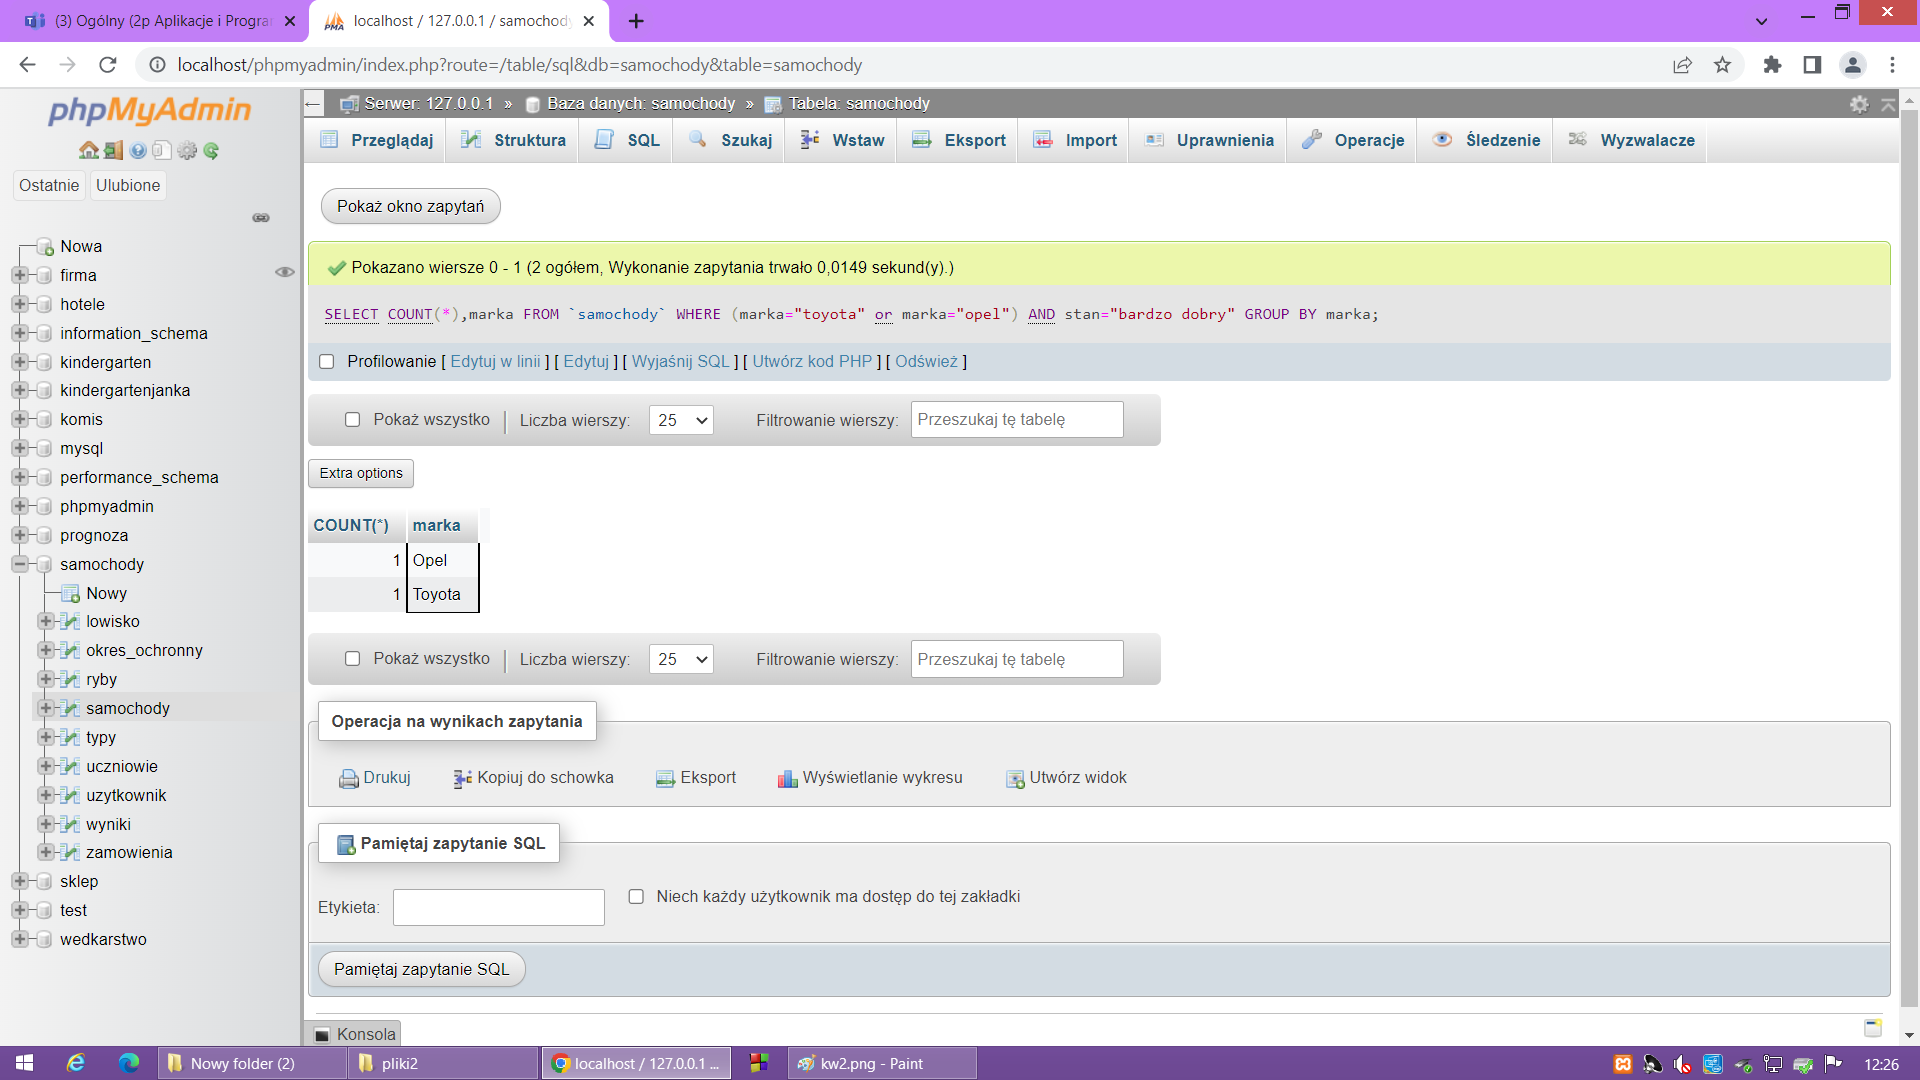 (3) Ogólny (2p Aplikacje i Progra
localhost / 127.0.0.1 / samochody
localhost/phpmyadmin/index.php?route=/table/sql&db=samochody&table=samochody
phpMyAdmin
Ostatnie
Ulubione
Nowa
firma
hotele
information_schema
kindergarten
kindergartenjanka
komis
mysql
performance_schema
phpmyadmin
prognoza
samochody
Nowy
lowisko
okres_ochronny
ryby
samochody
typy
uczniowie
uzytkownik
wyniki
zamowienia
sklep
test
wedkarstwo
Serwer: 127.0.0.1 » Baza danych: samochody » Tabela: samochody
Przeglądaj Struktura SQL Szukaj Wstaw Eksport Import Uprawnienia Operacje Śledzenie Wyzwalacze
Pokaż okno zapytań
Pokazano wiersze 0 - 1 (2 ogółem, Wykonanie zapytania trwało 0,0149 sekund(y).)
SELECT COUNT(*),marka FROM `samochody` WHERE (marka="toyota" or marka="opel") AND stan="bardzo dobry" GROUP BY marka;
Profilowanie [ Edytuj w linii ] [ Edytuj ] [ Wyjaśnij SQL ] [ Utwórz kod PHP ] [ Odśwież ]
Pokaż wszystko Liczba wierszy: 25 Filtrowanie wierszy: Przeszukaj tę tabelę
Extra options
COUNT(*) marka
1 Opel
1 Toyota
Pokaż wszystko Liczba wierszy: 25 Filtrowanie wierszy: Przeszukaj tę tabelę
Operacja na wynikach zapytania
Drukuj Kopiuj do schowka Eksport Wyświetlanie wykresu Utwórz widok
Pamiętaj zapytanie SQL
Etykieta: Niech każdy użytkownik ma dostęp do tej zakładki
Pamiętaj zapytanie SQL
Konsola
Nowy folder (2) pliki2 localhost / 127.0.0.1 ... kw2.png - Paint 12:26